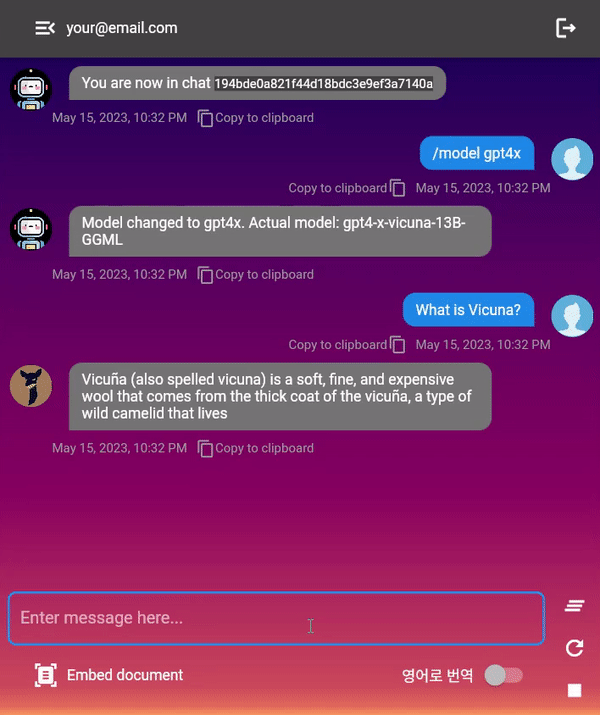 your@email.com
You are now in chat 194bde0a821f44d18bdc3e9ef3a7140a
May 15, 2023, 10:32 PM Copy to clipboard
/model gpt4x
Copy to clipboard May 15, 2023, 10:32 PM
Model changed to gpt4x. Actual model: gpt4-x-vicuna-13B-
GGML
May 15, 2023, 10:32 PM Copy to clipboard
What is Vicuna?
Copy to clipboard May 15, 2023, 10:32 PM
Vicuña (also spelled vicuna) is a soft, fine, and expensive
wool that comes from the thick coat of the vicuña, a type of
wild camelid that lives
May 15, 2023, 10:32 PM Copy to clipboard
Enter message here...
Embed document 영어로 번역